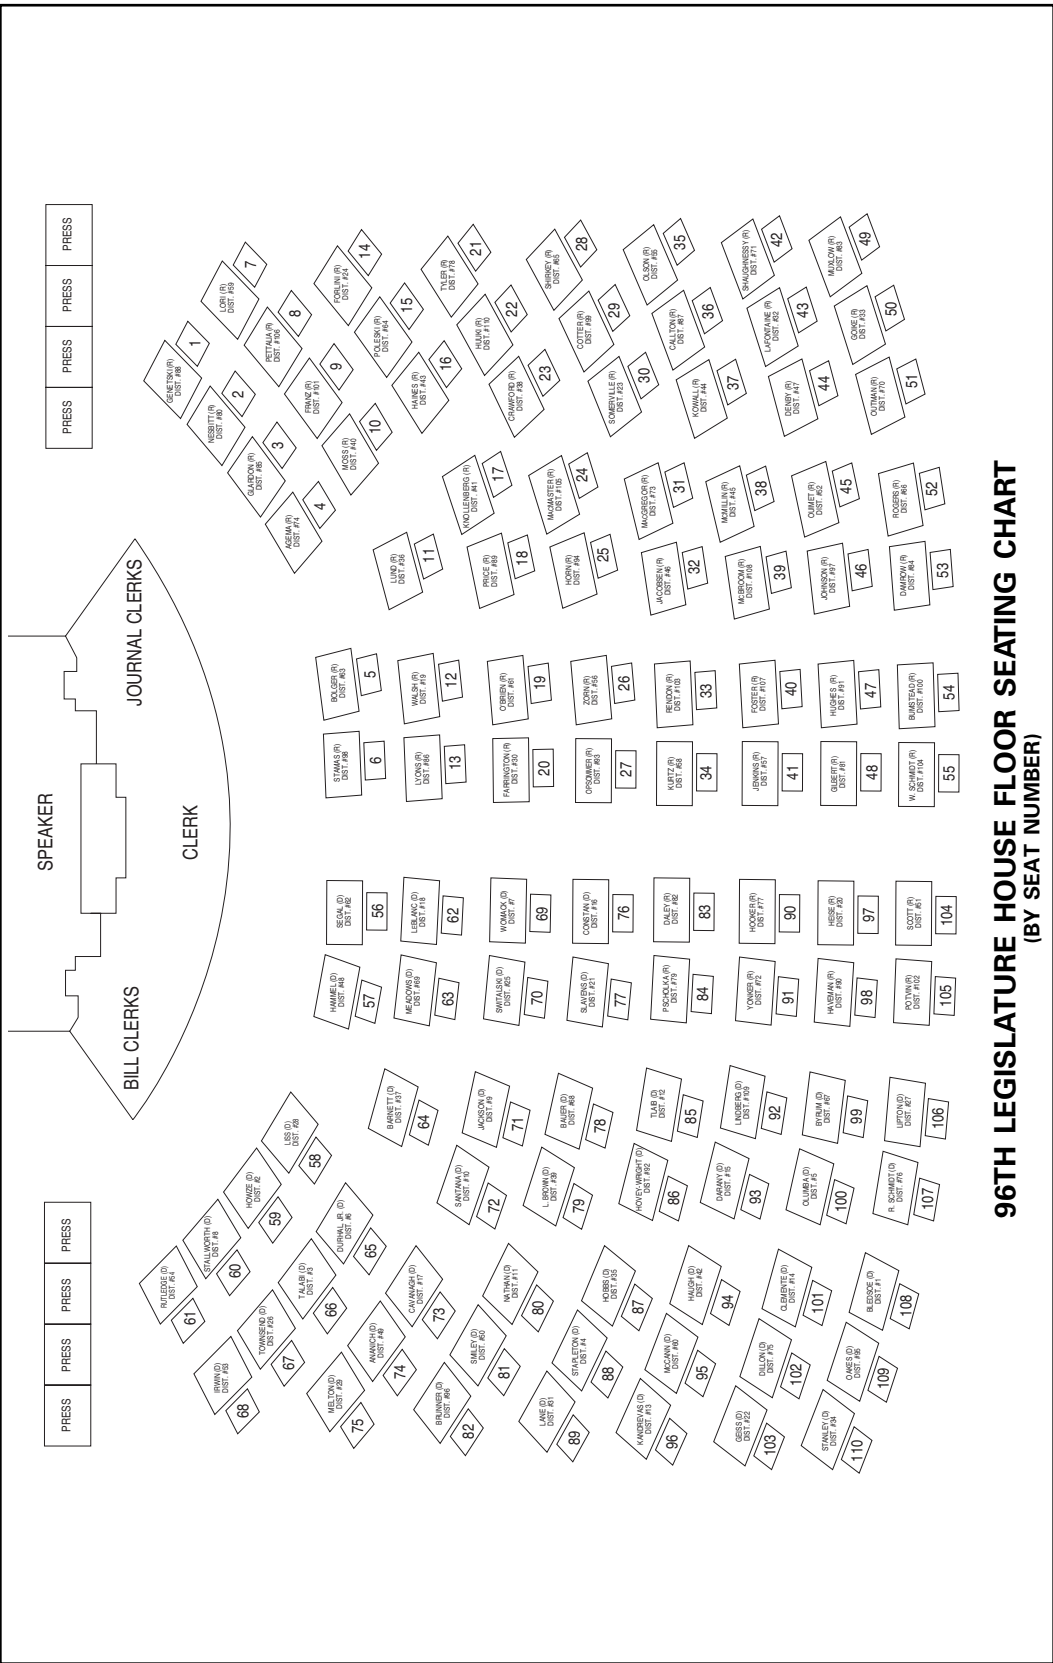 PRESS
PRESS
PRESS
PRESS
SPEAKER
PRESS
PRESS
PRESS
PRESS
BILL CLERKS
CLERK
JOURNAL CLERKS
GENETSKI (R)
DIST. #88
1
NESBITT (R)
DIST. #80
2
GLARDON (R)
DIST. #85
3
AGEMA (R)
DIST. #74
4
BOLGER (R)
DIST. #63
5
STAMAS (R)
DIST. #98
6
LORI (R)
DIST. #59
7
PETTALIA (R)
DIST. #106
8
FRANZ (R)
DIST. #101
9
MOSS (R)
DIST. #40
10
LUND (R)
DIST. #36
11
WALSH (R)
DIST. #19
12
LYONS (R)
DIST. #86
13
FORLINI (R)
DIST. #24
14
POLESKI (R)
DIST. #64
15
HAINES (R)
DIST. #43
16
KNOLLENBERG (R)
DIST. #41
17
PRICE (R)
DIST. #89
18
O'BRIEN (R)
DIST. #61
19
FARRINGTON (R)
DIST. #30
20
TYLER (R)
DIST. #78
21
HUUKI (R)
DIST. #110
22
CRAWFORD (R)
DIST. #38
23
MACMASTER (R)
DIST. #105
24
HORN (R)
DIST. #94
25
ZORN (R)
DIST. #56
26
OPSOMMER (R)
DIST. #93
27
SHIRKEY (R)
DIST. #65
28
COTTER (R)
DIST. #99
29
SOMERVILLE (R)
DIST. #23
30
MACGREGOR (R)
DIST. #73
31
JACOBSEN (R)
DIST. #46
32
RENDON (R)
DIST. #103
33
KURTZ (R)
DIST. #58
34
OLSON (R)
DIST. #55
35
CALLTON (R)
DIST. #87
36
KOWALL (R)
DIST. #44
37
MCMILLIN (R)
DIST. #45
38
MCBROOM (R)
DIST. #108
39
FOSTER (R)
DIST. #107
40
JENKINS (R)
DIST. #57
41
SHAUGHNESSY (R)
DIST. #71
42
LAFONTAINE (R)
DIST. #32
43
DENBY (R)
DIST. #47
44
OUIMET (R)
DIST. #52
45
JOHNSON (R)
DIST. #97
46
HUGHES (R)
DIST. #91
47
GILBERT (R)
DIST. #81
48
MUXLOW (R)
DIST. #83
49
GOIKE (R)
DIST. #33
50
OUTMAN (R)
DIST. #70
51
ROGERS (R)
DIST. #66
52
DAMROW (R)
DIST. #84
53
BUMSTEAD (R)
DIST. #100
54
W. SCHMIDT (R)
DIST. #104
55
SEGAL (D)
DIST. #62
56
HAMMEL (D)
DIST. #48
57
LISS (D)
DIST. #28
58
HOWZE (D)
DIST. #2
59
STALLWORTH (D)
DIST. #8
60
RUTLEDGE (D)
DIST. #54
61
LEBLANC (D)
DIST. #18
62
MEADOWS (D)
DIST. #69
63
BARNETT (D)
DIST. #37
64
DURHAL, JR. (D)
DIST. #6
65
TALABI (D)
DIST. #3
66
TOWNSEND (D)
DIST. #26
67
IRWIN (D)
DIST. #53
68
WOMACK (D)
DIST. #7
69
SWITALSKI (D)
DIST. #25
70
JACKSON (D)
DIST. #9
71
SANTANA (D)
DIST. #10
72
CAVANAGH (D)
DIST. #17
73
ANANICH (D)
DIST. #49
74
MELTON (D)
DIST. #29
75
CONSTAN (D)
DIST. #16
76
SLAVENS (D)
DIST. #21
77
BAUER (D)
DIST. #68
78
L. BROWN (D)
DIST. #39
79
NATHAN (D)
DIST. #11
80
SMILEY (D)
DIST. #50
81
BRUNNER (D)
DIST. #96
82
DALEY (R)
DIST. #82
83
PSCHOLKA (R)
DIST. #79
84
TLAIB (D)
DIST. #12
85
HOVEY-WRIGHT (D)
DIST. #92
86
HOBBS (D)
DIST. #35
87
STAPLETON (D)
DIST. #4
88
LANE (D)
DIST. #31
89
HOOKER (R)
DIST. #77
90
YONKER (R)
DIST. #72
91
LINDBERG (D)
DIST. #109
92
DARANY (D)
DIST. #15
93
HAUGH (D)
DIST. #42
94
MCCANN (D)
DIST. #60
95
KANDREVAS (D)
DIST. #13
96
HEISE (R)
DIST. #20
97
HAVEMAN (R)
DIST. #90
98
BYRUM (D)
DIST. #67
99
OLUMBA (D)
DIST. #5
100
CLEMENTE (D)
DIST. #14
101
DILLON (D)
DIST. #75
102
GEISS (D)
DIST. #22
103
SCOTT (R)
DIST. #51
104
POTVIN (R)
DIST. #102
105
LIPTON (D)
DIST. #27
106
R. SCHMIDT (D)
DIST. #76
107
BLEDSOE (D)
DIST. #1
108
OAKES (D)
DIST. #95
109
STANLEY (D)
DIST. #34
110
96TH LEGISLATURE HOUSE FLOOR SEATING CHART
(BY SEAT NUMBER)